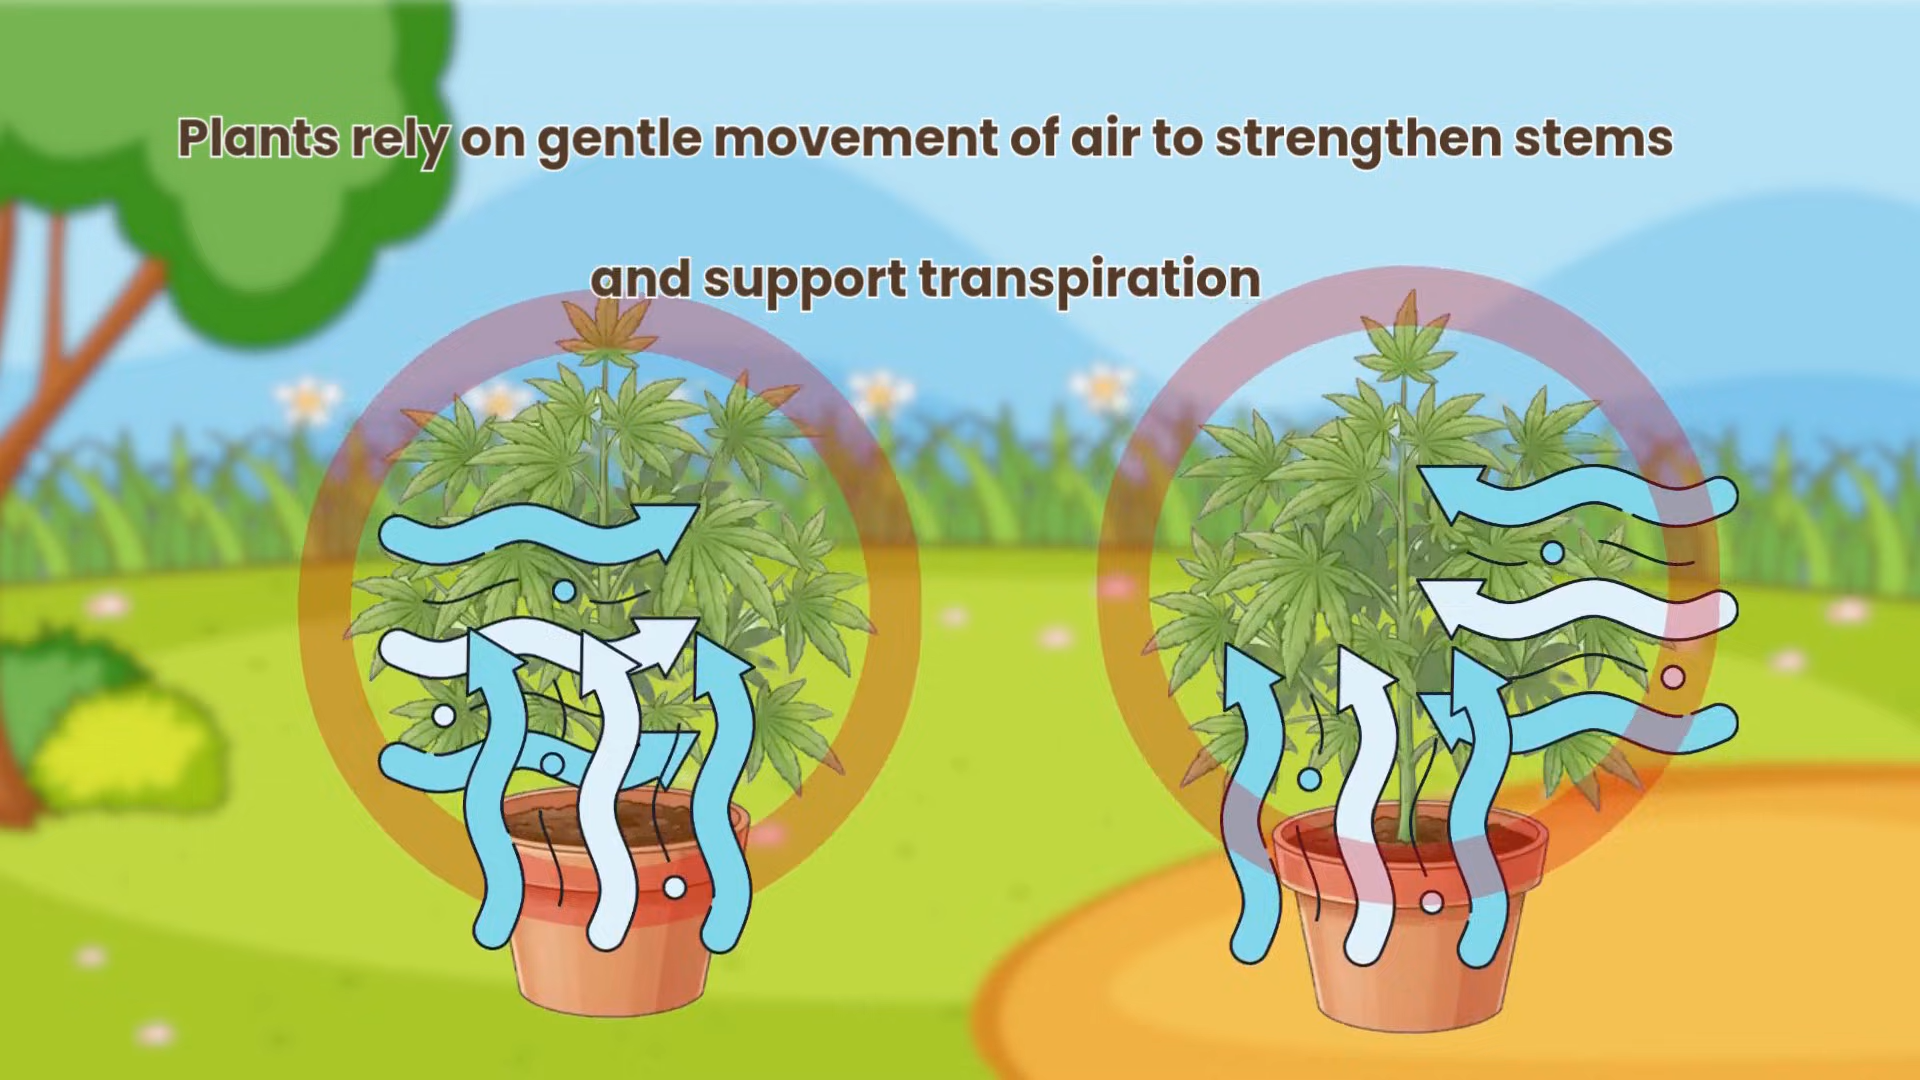 Plants rely on gentle movement of air to strengthen stems
and support transpiration